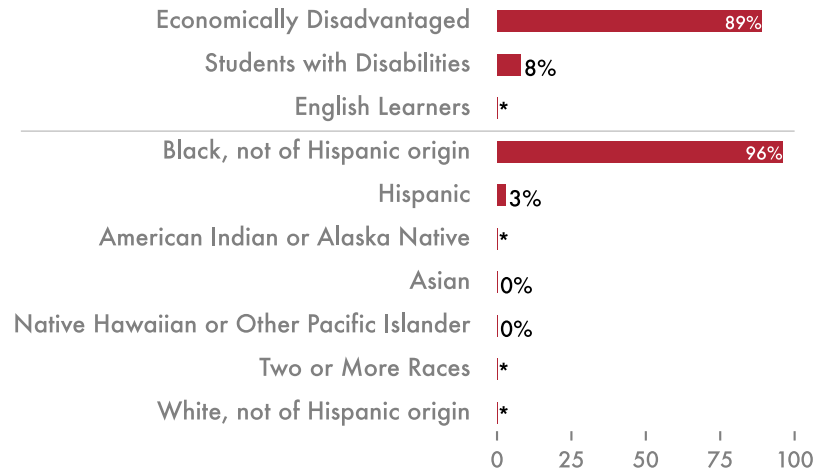 Economically Disadvantaged 89%
Students with Disabilities 8%
English Learners *
Black, not of Hispanic origin 96%
Hispanic 3%
American Indian or Alaska Native *
Asian 0%
Native Hawaiian or Other Pacific Islander 0%
Two or More Races *
White, not of Hispanic origin *
0 25 50 75 100